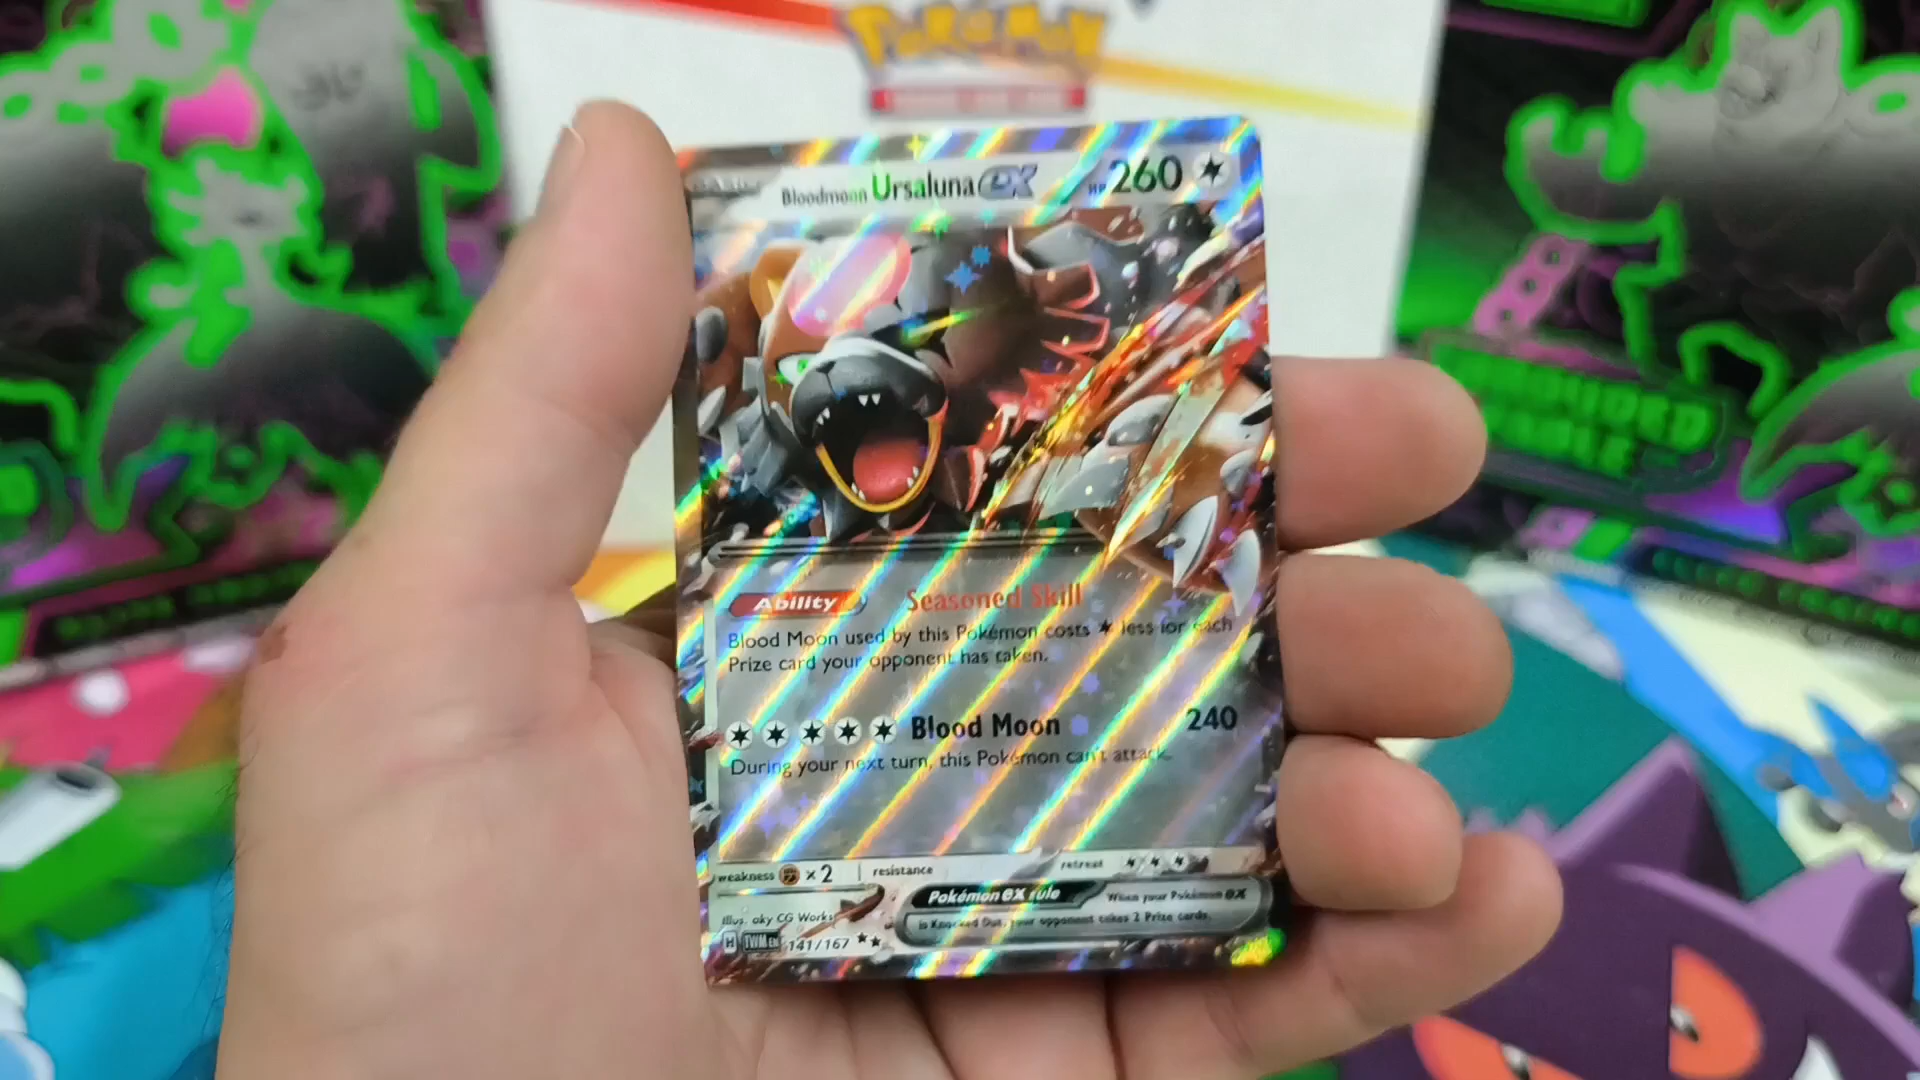 POKÉMON
Bloodmoon Ursaluna ex HP 260
Ability Seasoned Skill
Blood Moon used by this Pokémon costs less for each
Prize card your opponent has taken.
Blood Moon 240
During your next turn, this Pokémon can't attack.
weakness ×2 resistance retreat
Pokémon ex rule When your Pokémon ex
is Knocked Out, your opponent takes 2 Prize cards.
Illus. aky CG Works
H TWM EN 141/167